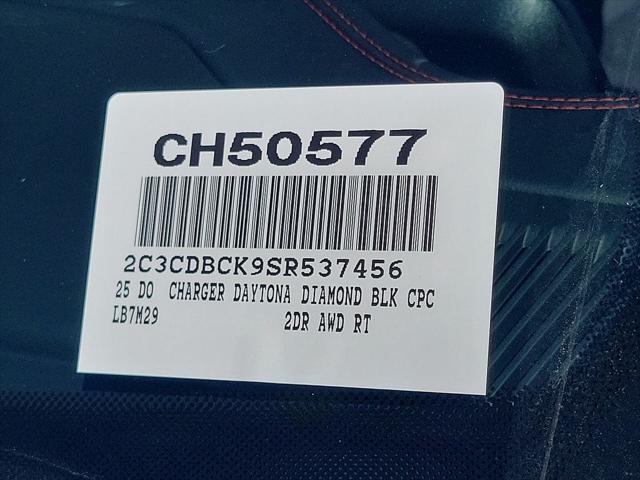 CH50577
2C3CDBCK9SR537456
25 DO CHARGER DAYTONA DIAMOND BLK CPC
LB7M29 2DR AWD RT